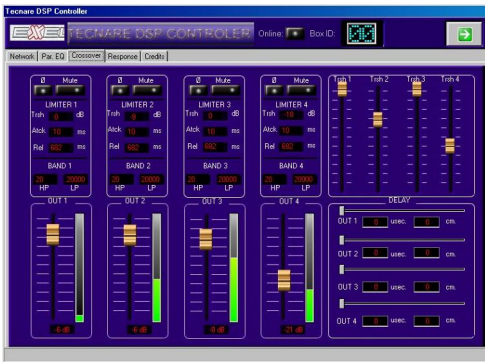 Tecnare DSP Controller
EXEC TECNARE DSP CONTROLER Online: Box ID: 00
Network Par. EQ Crossover Response Credits
Ø Mute Ø Mute Ø Mute Ø Mute Trsh 1 Trsh 2 Trsh 3 Trsh 4
LIMITER 1 LIMITER 2 LIMITER 3 LIMITER 4
Trsh 0 dB Trsh -9 dB Trsh 0 dB Trsh -18 dB
Atck 10 ms Atck 10 ms Atck 10 ms Atck 10 ms
Rel 682 ms Rel 682 ms Rel 682 ms Rel 682 ms
BAND 1 BAND 2 BAND 3 BAND 4
20 20000 20 20000 20 20000 20 20000
HP LP HP LP HP LP HP LP
OUT 1 OUT 2 OUT 3 OUT 4 DELAY
OUT 1 0 usec. 0 cm.
OUT 2 0 usec. 0 cm.
OUT 3 0 usec. 0 cm.
OUT 4 0 usec. 0 cm.
-6 dB -6 dB -8 dB -21 dB